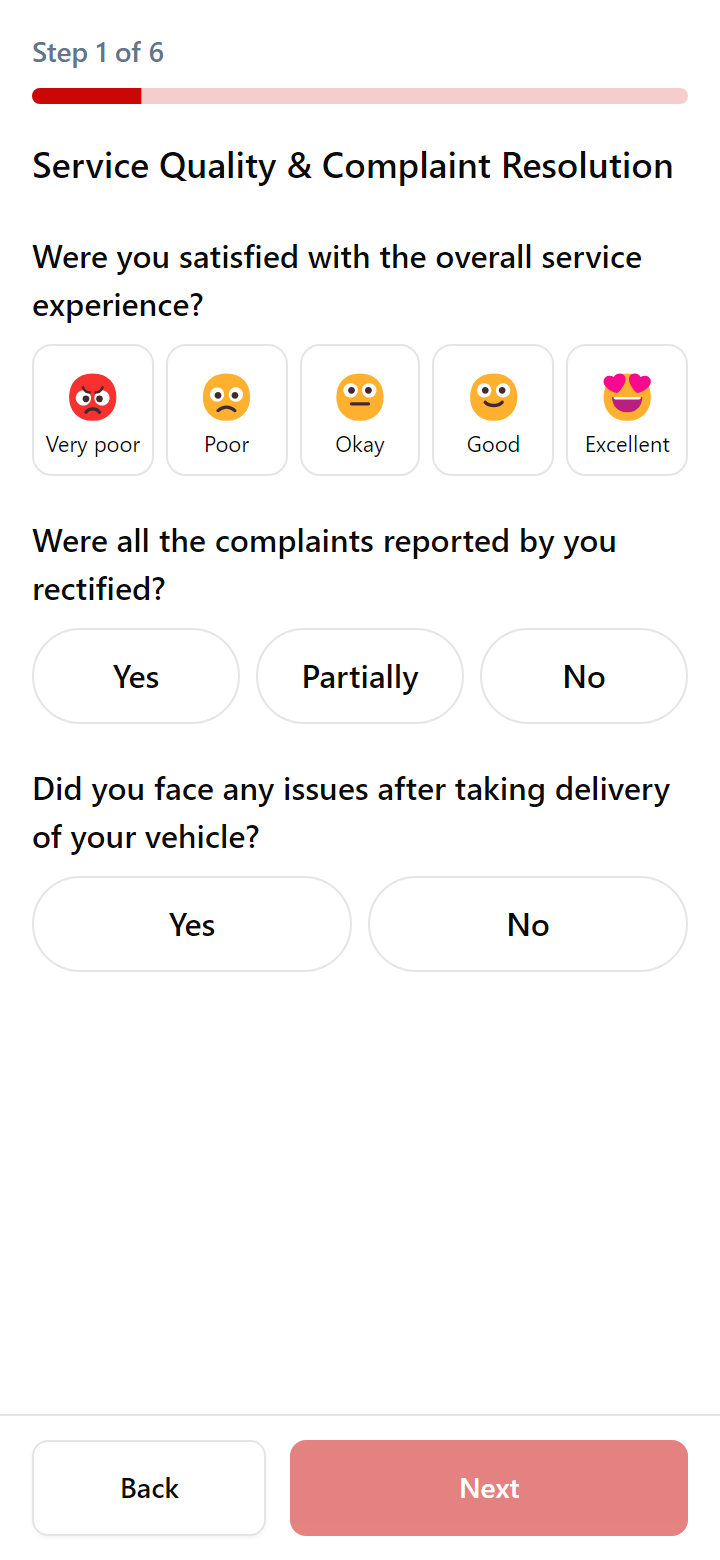 Step 1 of 6
Service Quality & Complaint Resolution
Were you satisfied with the overall service
experience?
Very poor
Poor
Okay
Good
Excellent
Were all the complaints reported by you
rectified?
Yes
Partially
No
Did you face any issues after taking delivery
of your vehicle?
Yes
No
Back
Next